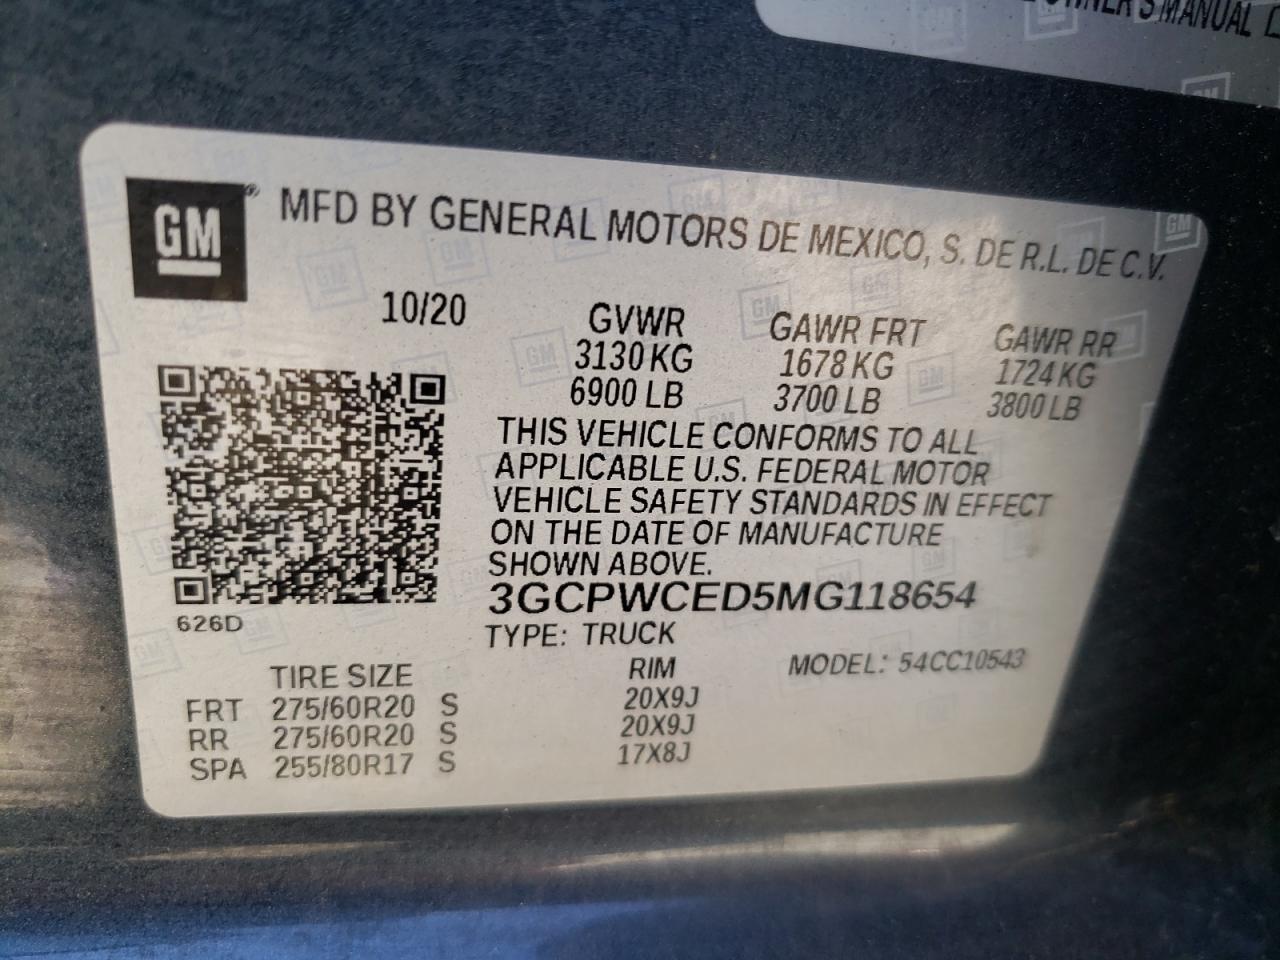 OWNER'S MANUAL
GM® MFD BY GENERAL MOTORS DE MEXICO, S. DE R.L. DE C.V.
10/20 GVWR GAWR FRT GAWR RR
3130 KG 1678 KG 1724 KG
6900 LB 3700 LB 3800 LB
THIS VEHICLE CONFORMS TO ALL
APPLICABLE U.S. FEDERAL MOTOR
VEHICLE SAFETY STANDARDS IN EFFECT
ON THE DATE OF MANUFACTURE
SHOWN ABOVE.
3GCPWCED5MG118654
626D
TYPE: TRUCK
TIRE SIZE RIM MODEL: 54CC10543
FRT 275/60R20 S 20X9J
RR 275/60R20 S 20X9J
SPA 255/80R17 S 17X8J